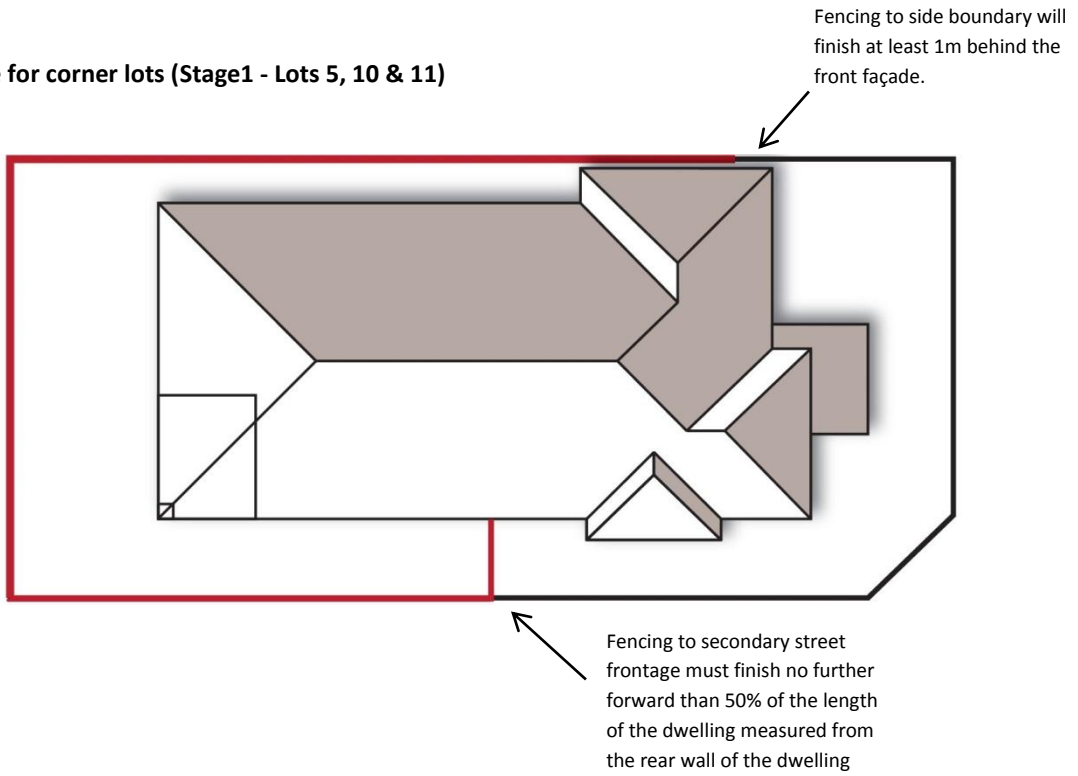 Fencing to side boundary will
finish at least 1m behind the
front façade.
for corner lots (Stage1 - Lots 5, 10 & 11)
Fencing to secondary street
frontage must finish no further
forward than 50% of the length
of the dwelling measured from
the rear wall of the dwelling